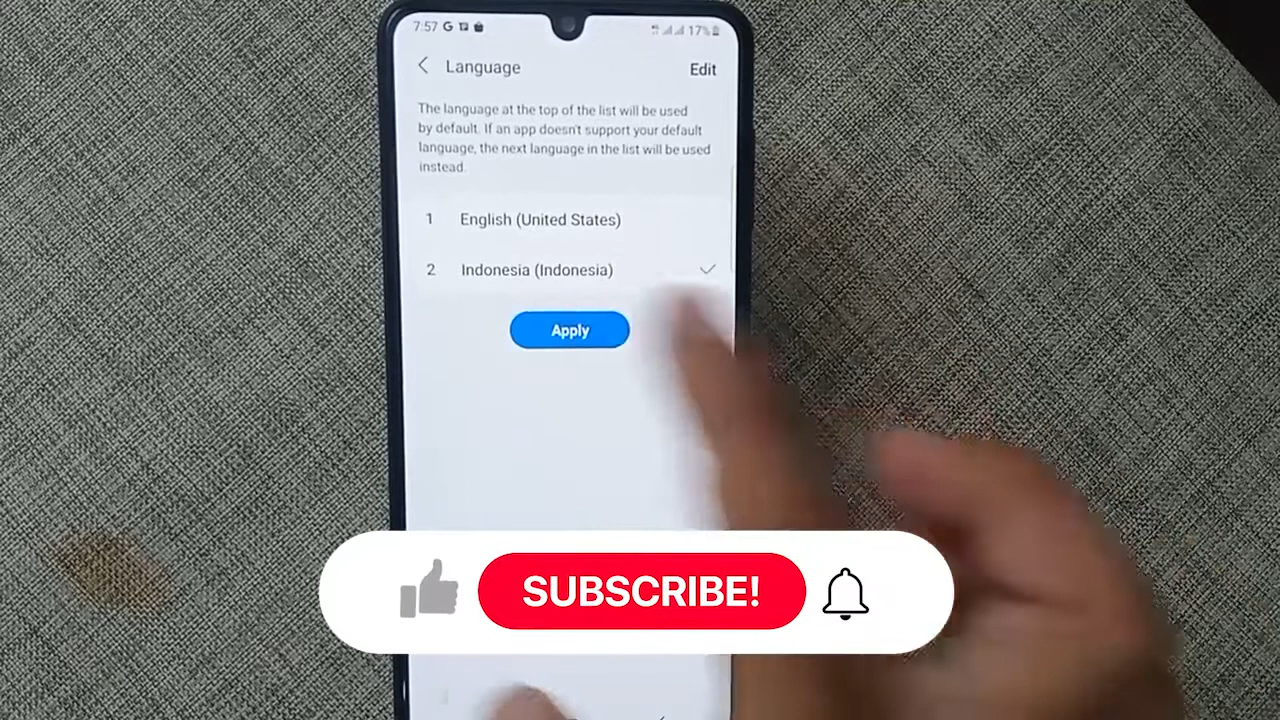 7:57 G 17%
Language
Edit
The language at the top of the list will be used
by default. If an app doesn't support your default
language, the next language in the list will be used
instead.
1 English (United States)
2 Indonesia (Indonesia)
Apply
SUBSCRIBE!